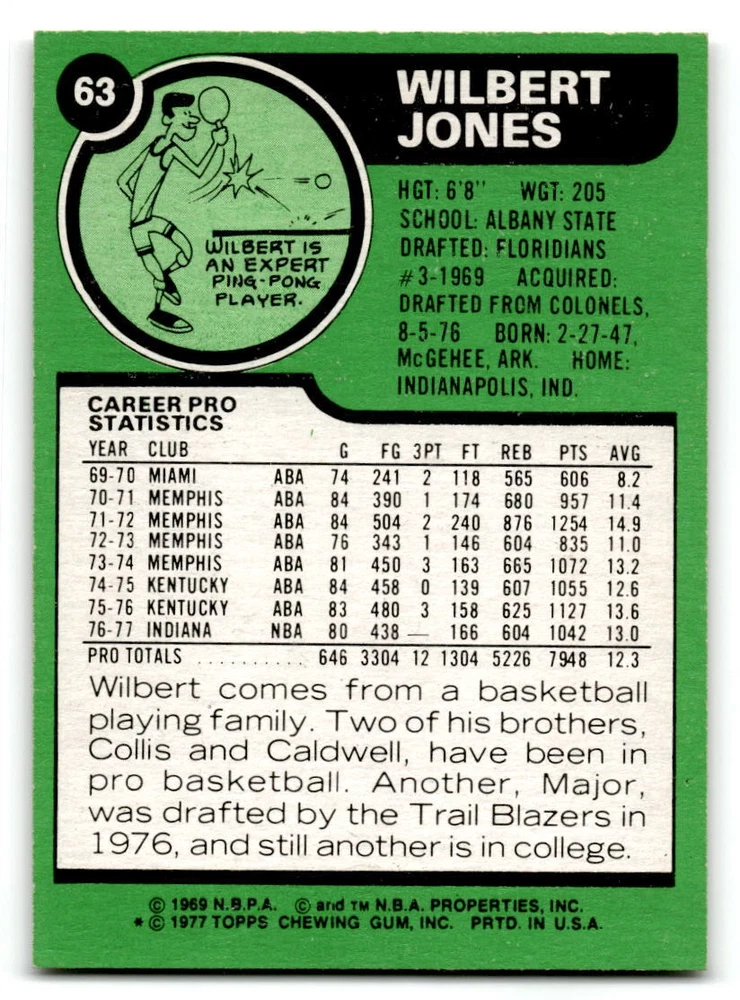 63
WILBERT
JONES
WILBERT IS
AN EXPERT
PING-PONG
PLAYER.
HGT: 6'8" WGT: 205
SCHOOL: ALBANY STATE
DRAFTED: FLORIDIANS
#3-1969 ACQUIRED:
DRAFTED FROM COLONELS,
8-5-76 BORN: 2-27-47,
McGEHEE, ARK. HOME:
INDIANAPOLIS, IND.
CAREER PRO
STATISTICS
YEAR CLUB G FG 3PT FT REB PTS AVG
69-70 MIAMI ABA 74 241 2 118 565 606 8.2
70-71 MEMPHIS ABA 84 390 1 174 680 957 11.4
71-72 MEMPHIS ABA 84 504 2 240 876 1254 14.9
72-73 MEMPHIS ABA 76 343 1 146 604 835 11.0
73-74 MEMPHIS ABA 81 450 3 163 665 1072 13.2
74-75 KENTUCKY ABA 84 458 0 139 607 1055 12.6
75-76 KENTUCKY ABA 83 480 3 158 625 1127 13.6
76-77 INDIANA NBA 80 438 — 166 604 1042 13.0
PRO TOTALS .......... 646 3304 12 1304 5226 7948 12.3
Wilbert comes from a basketball
playing family. Two of his brothers,
Collis and Caldwell, have been in
pro basketball. Another, Major,
was drafted by the Trail Blazers in
1976, and still another is in college.
© 1969 N.B.P.A. © and TM N.B.A. PROPERTIES, INC.
* © 1977 TOPPS CHEWING GUM, INC. PRTD. IN U.S.A.